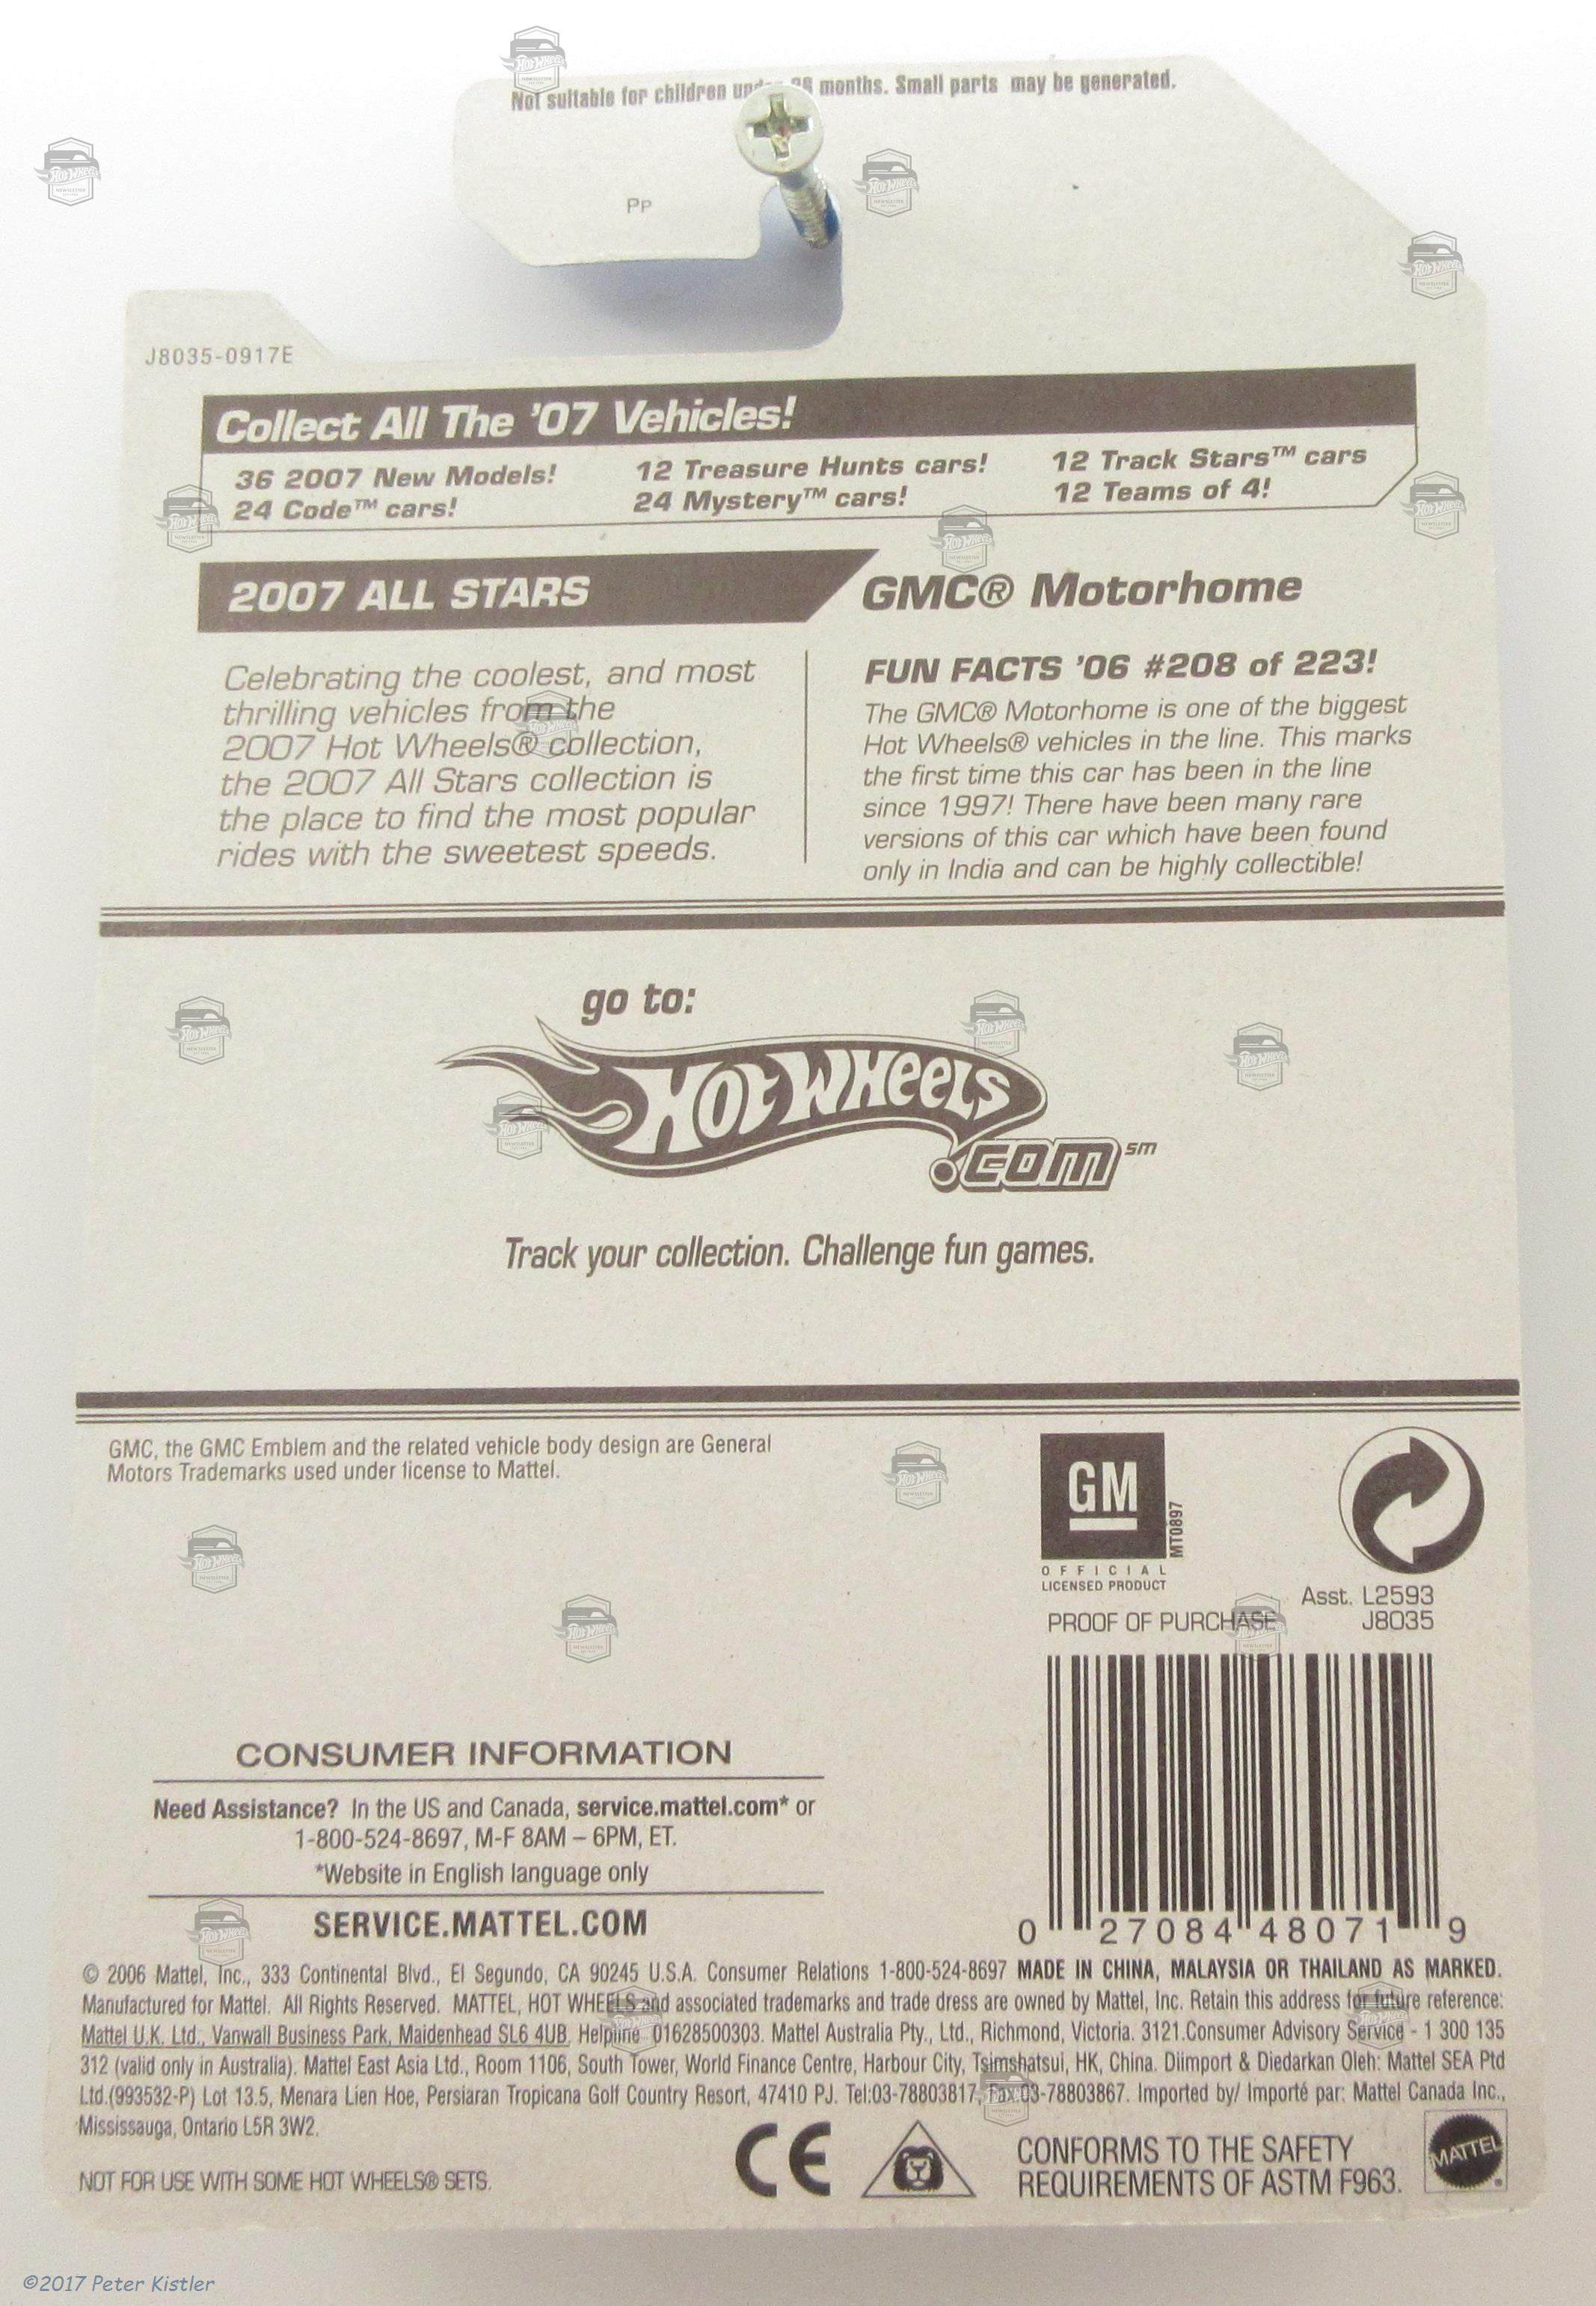 Not suitable for children under 36 months. Small parts may be generated.
PP
J8035-0917E
Collect All The '07 Vehicles!
36 2007 New Models! 12 Treasure Hunts cars! 12 Track Stars™ cars
24 Code™ cars! 24 Mystery™ cars! 12 Teams of 4!
2007 ALL STARS
Celebrating the coolest, and most
thrilling vehicles from the
2007 Hot Wheels® collection,
the 2007 All Stars collection is
the place to find the most popular
rides with the sweetest speeds.
GMC® Motorhome
FUN FACTS '06 #208 of 223!
The GMC® Motorhome is one of the biggest
Hot Wheels® vehicles in the line. This marks
the first time this car has been in the line
since 1997! There have been many rare
versions of this car which have been found
only in India and can be highly collectible!
go to:
HOT WHEELS
.com℠
Track your collection. Challenge fun games.
GMC, the GMC Emblem and the related vehicle body design are General
Motors Trademarks used under license to Mattel.
GM
MT0897
OFFICIAL
LICENSED PRODUCT
Asst. L2593
PROOF OF PURCHASE J8035
0 27084 48071 9
CONSUMER INFORMATION
Need Assistance? In the US and Canada, service.mattel.com* or
1-800-524-8697, M-F 8AM – 6PM, ET.
*Website in English language only
SERVICE.MATTEL.COM
© 2006 Mattel, Inc., 333 Continental Blvd., El Segundo, CA 90245 U.S.A. Consumer Relations 1-800-524-8697 MADE IN CHINA, MALAYSIA OR THAILAND AS MARKED.
Manufactured for Mattel. All Rights Reserved. MATTEL, HOT WHEELS and associated trademarks and trade dress are owned by Mattel, Inc. Retain this address for future reference:
Mattel U.K. Ltd., Vanwall Business Park, Maidenhead SL6 4UB. Helpline 01628500303. Mattel Australia Pty., Ltd., Richmond, Victoria. 3121.Consumer Advisory Service - 1 300 135
312 (valid only in Australia). Mattel East Asia Ltd., Room 1106, South Tower, World Finance Centre, Harbour City, Tsimshatsui, HK, China. Diimport & Diedarkan Oleh: Mattel SEA Ptd
Ltd.(993532-P) Lot 13.5, Menara Lien Hoe, Persiaran Tropicana Golf Country Resort, 47410 PJ. Tel:03-78803817, Fax:03-78803867. Imported by/ Importé par: Mattel Canada Inc.,
Mississauga, Ontario L5R 3W2.
NOT FOR USE WITH SOME HOT WHEELS® SETS.
CE
CONFORMS TO THE SAFETY
REQUIREMENTS OF ASTM F963.
MATTEL
©2017 Peter Kistler